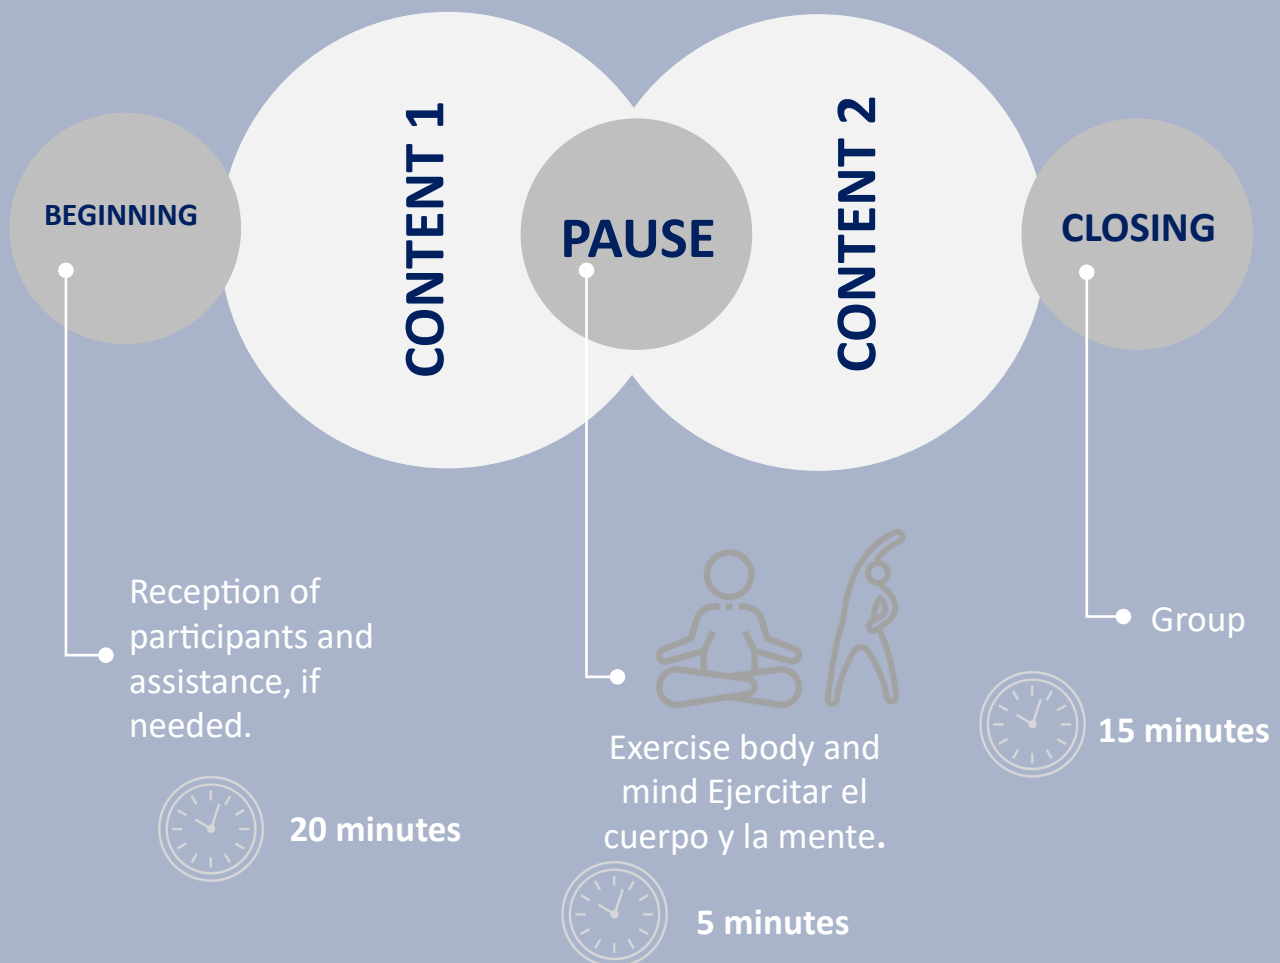 BEGINNING
CONTENT 1
PAUSE
CONTENT 2
CLOSING
Reception of
participants and
assistance, if
needed.
20 minutes
Exercise body and
mind Ejercitar el
cuerpo y la mente.
5 minutes
Group
15 minutes